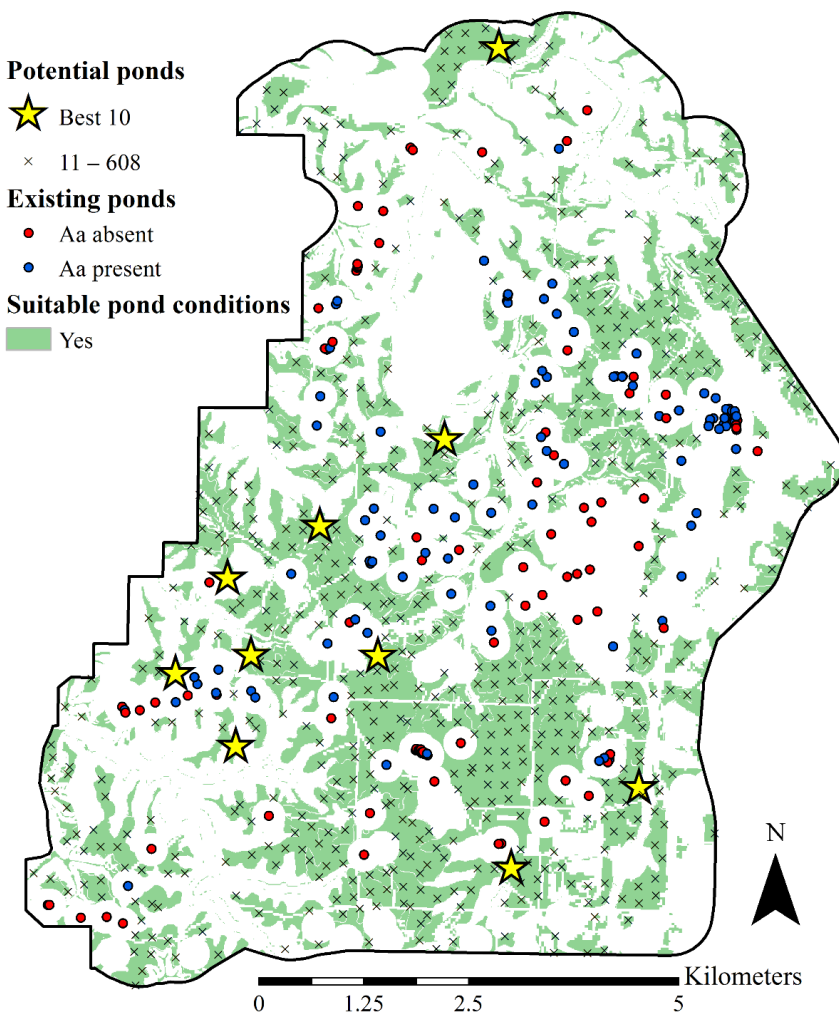 Potential ponds
Best 10
11 – 608
Existing ponds
Aa absent
Aa present
Suitable pond conditions
Yes
N
Kilometers
0 1.25 2.5 5